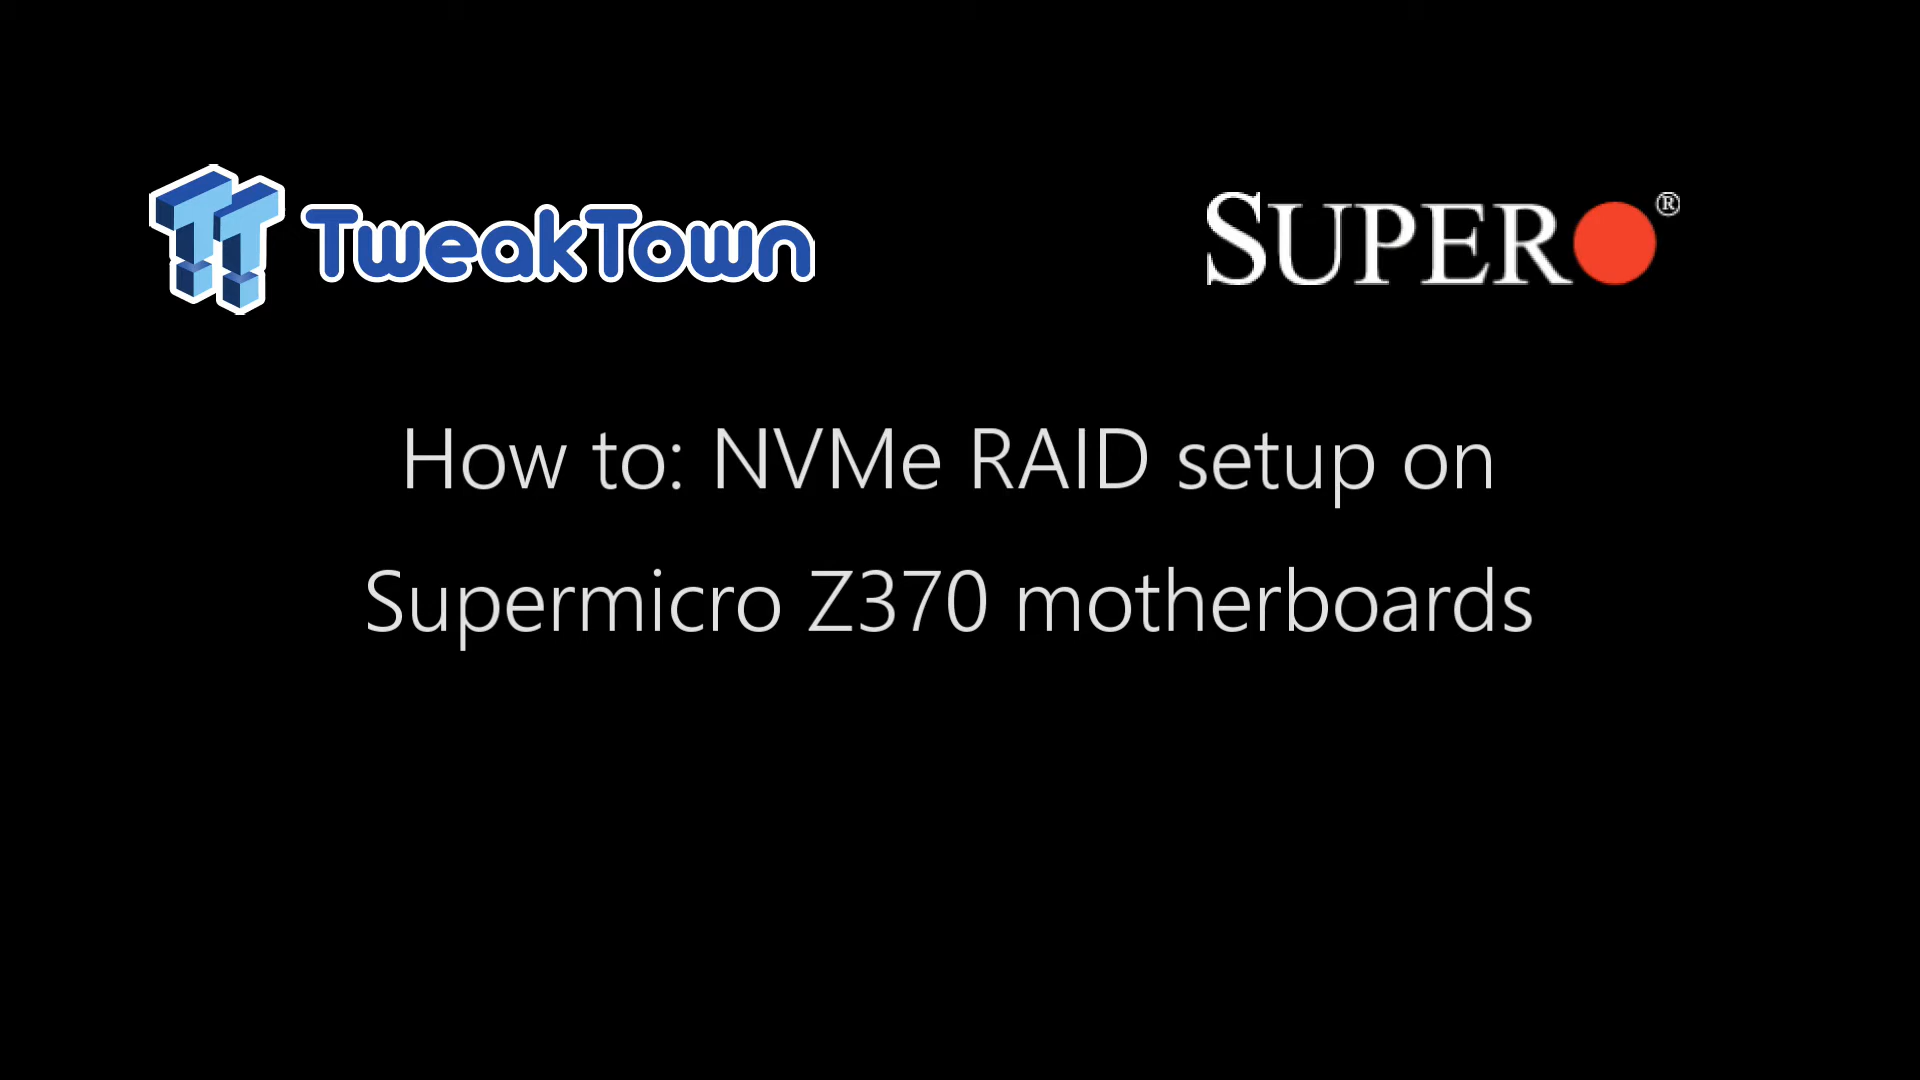 TweakTown
SUPER®
How to: NVMe RAID setup on
Supermicro Z370 motherboards